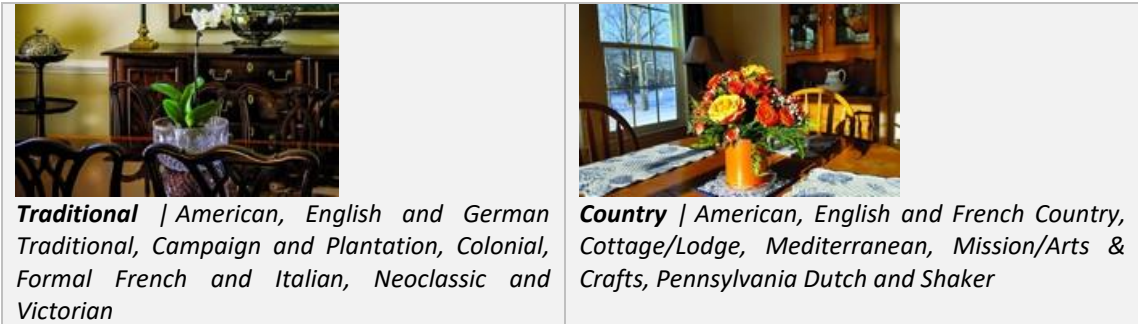 Traditional | American, English and German
Traditional, Campaign and Plantation, Colonial,
Formal French and Italian, Neoclassic and
Victorian
Country | American, English and French Country,
Cottage/Lodge, Mediterranean, Mission/Arts &
Crafts, Pennsylvania Dutch and Shaker